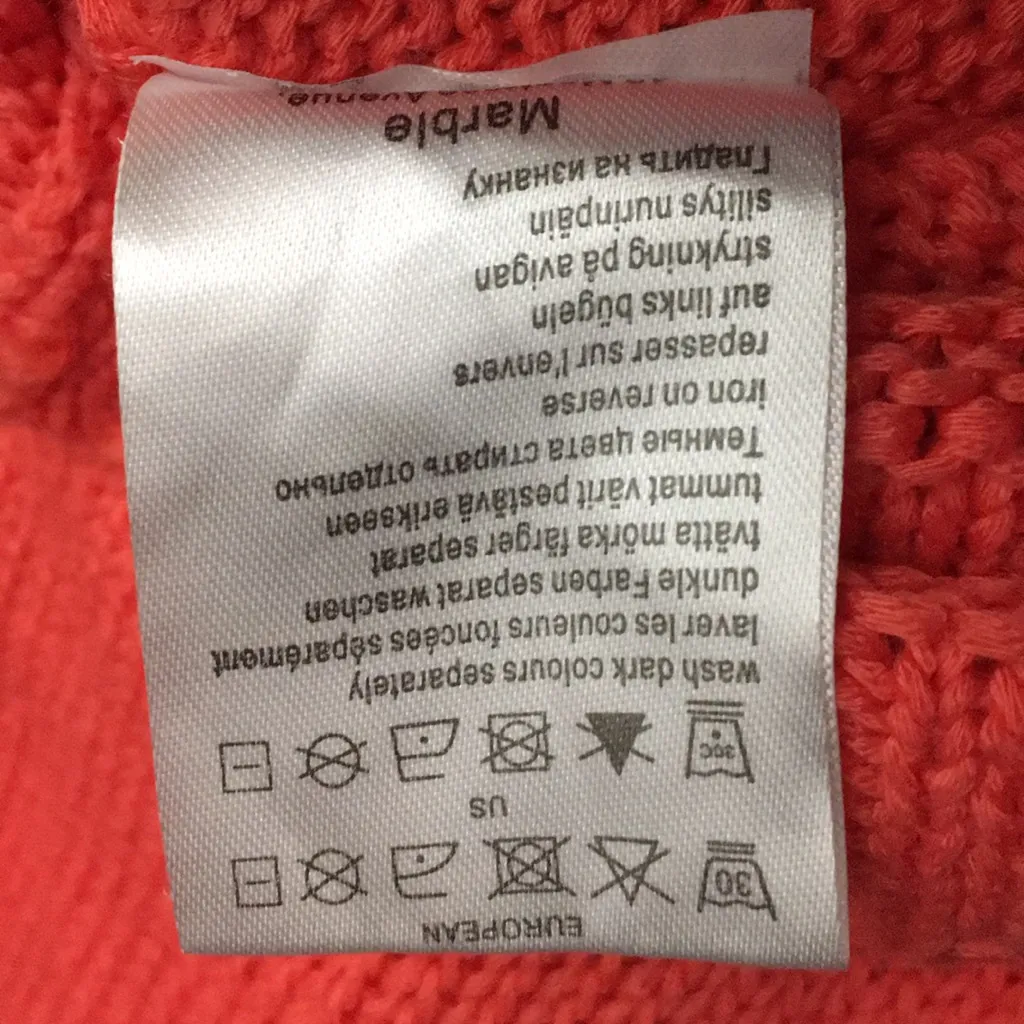 EUROPEAN
30
US
30C
wash dark colours separately
laver les couleurs foncées séparément
dunkle Farben separat waschen
tvätta mörka färger separat
tummat värit pestävä erikseen
Темные цвета стирать отдельно
iron on reverse
repasser sur l'envers
auf links bügeln
strykning på avigan
silitys nurinpäin
Гладить на изнанку
Marble
Avenue,